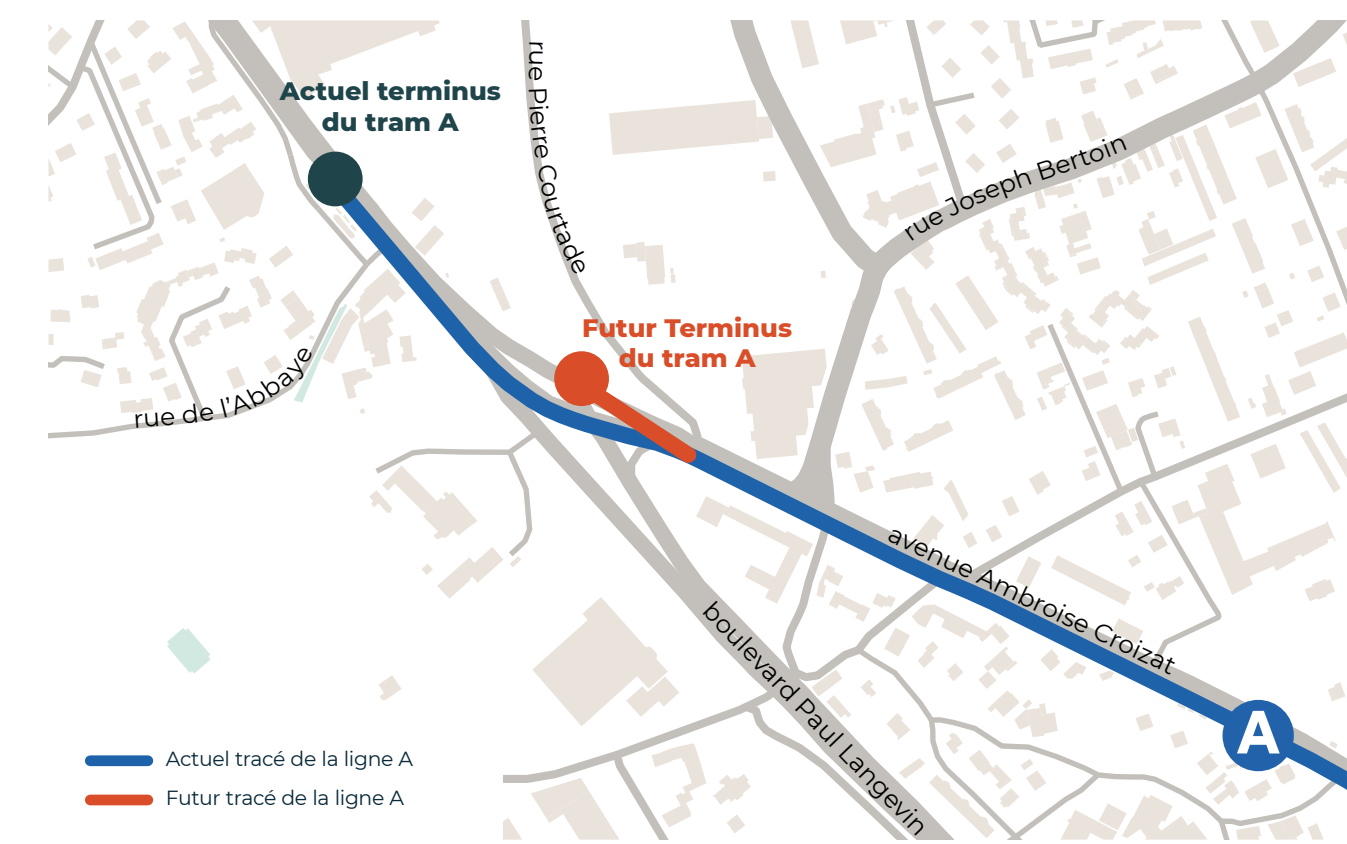 Actuel terminus
du tram A
rue Pierre Courtade
rue Joseph Bertoin
Futur Terminus
du tram A
rue de l'Abbaye
avenue Ambroise Croizat
boulevard Paul Langevin
A
Actuel tracé de la ligne A
Futur tracé de la ligne A